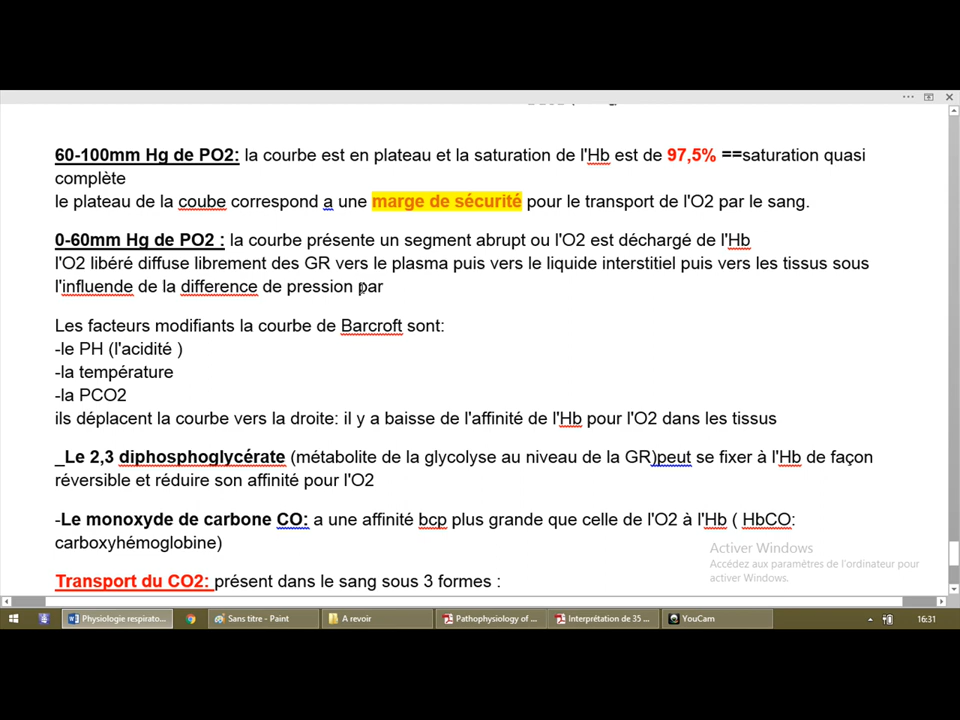 60-100mm Hg de PO2: la courbe est en plateau et la saturation de l'Hb est de 97,5% ==saturation quasi
complète
le plateau de la coube correspond a une marge de sécurité pour le transport de l'O2 par le sang.
0-60mm Hg de PO2 : la courbe présente un segment abrupt ou l'O2 est déchargé de l'Hb
l'O2 libéré diffuse librement des GR vers le plasma puis vers le liquide interstitiel puis vers les tissus sous
l'influende de la difference de pression par
Les facteurs modifiants la courbe de Barcroft sont:
-le PH (l'acidité )
-la température
-la PCO2
ils déplacent la courbe vers la droite: il y a baisse de l'affinité de l'Hb pour l'O2 dans les tissus
_Le 2,3 diphosphoglycérate (métabolite de la glycolyse au niveau de la GR)peut se fixer à l'Hb de façon
réversible et réduire son affinité pour l'O2
-Le monoxyde de carbone CO: a une affinité bcp plus grande que celle de l'O2 à l'Hb ( HbCO:
carboxyhémoglobine)
Activer Windows
Accédez aux paramètres de l'ordinateur pour
activer Windows.
Transport du CO2: présent dans le sang sous 3 formes :
Physiologie respirato... Sans titre - Paint A revoir Pathophysiology of ... Interprétation de 35 ... YouCam 16:31